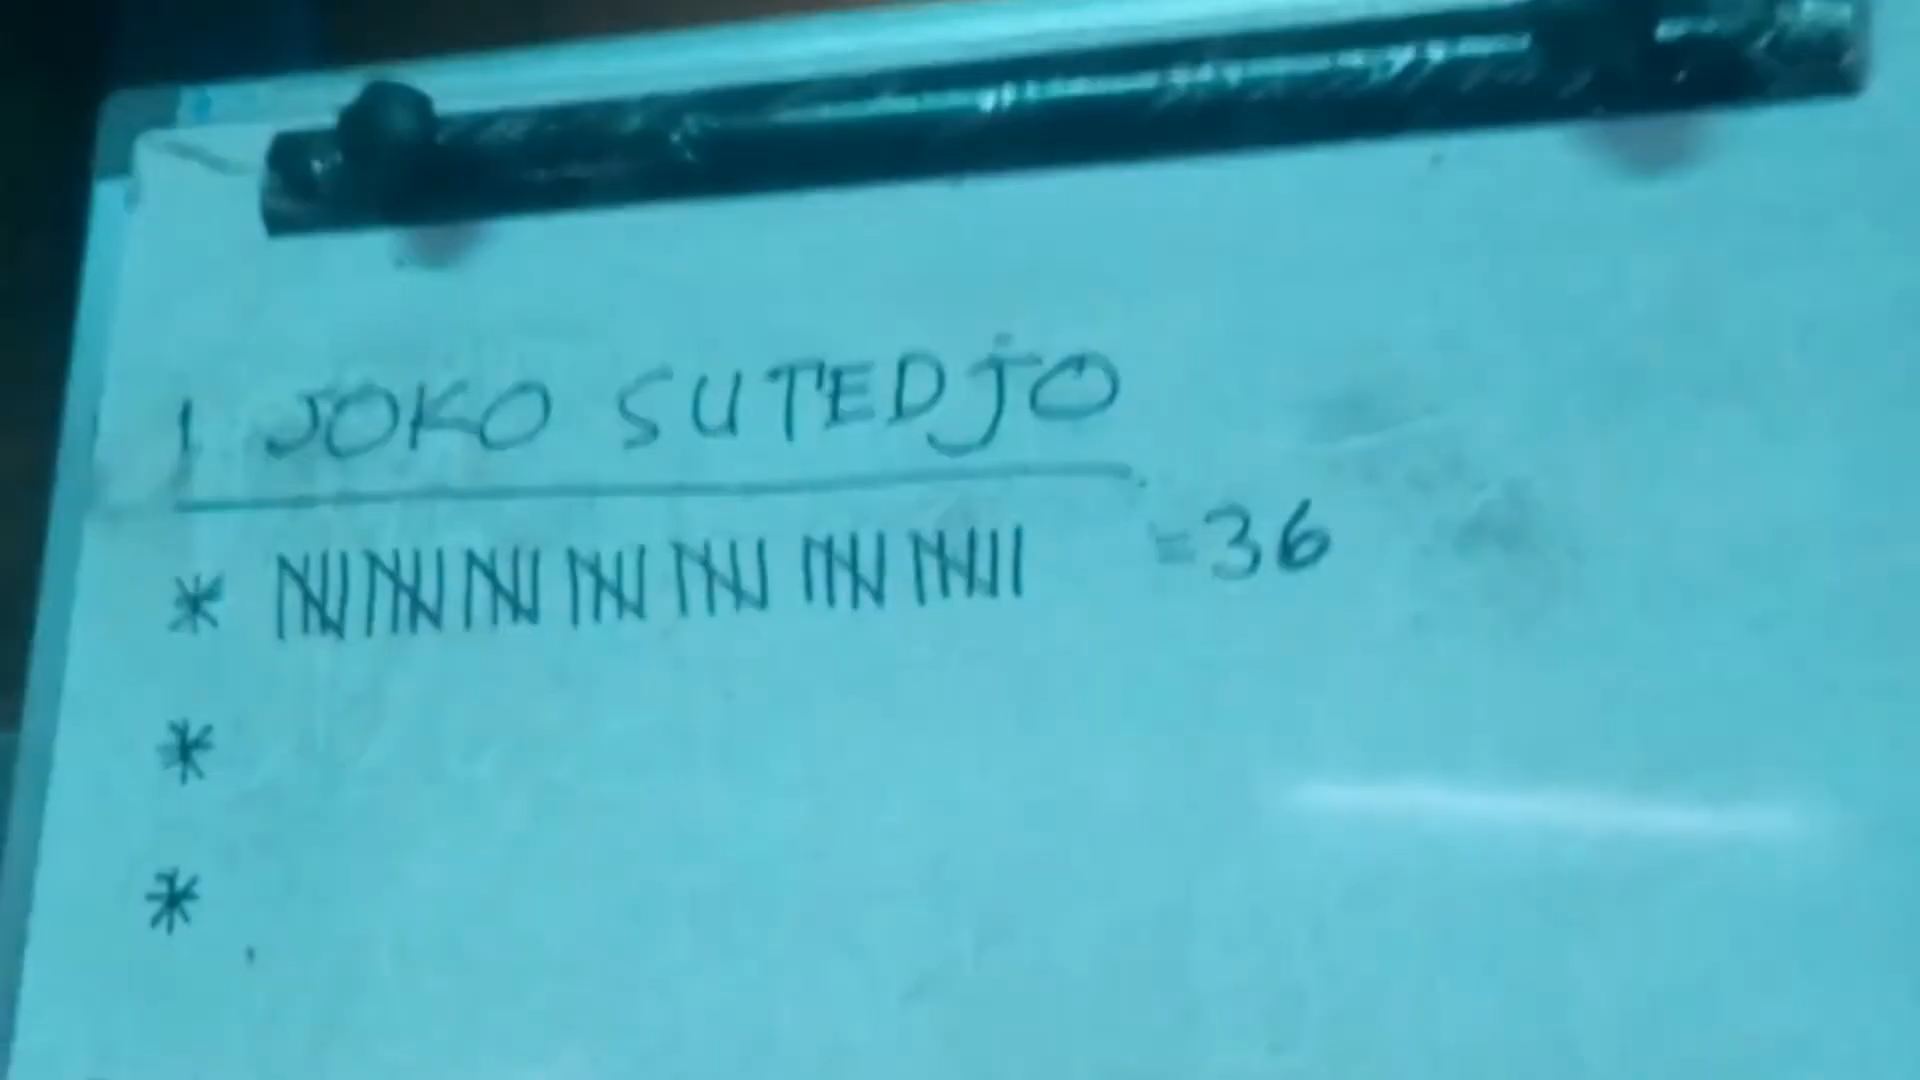 1 JOKO SUTEDJO
* 𝍸 𝍸 𝍸 𝍸 𝍸 𝍸 𝍸 I = 36
*
*